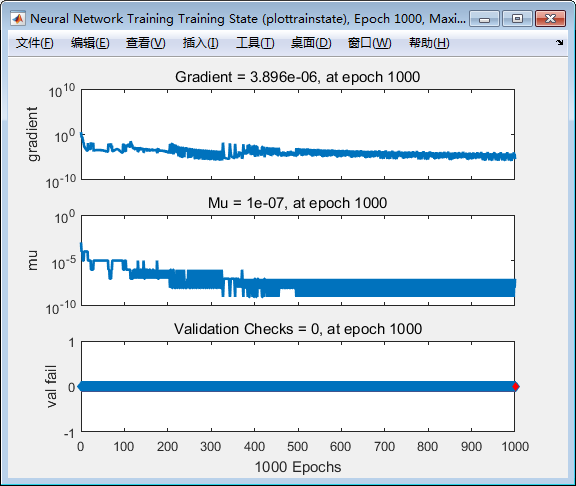 Neural Network Training Training State (plottrainstate), Epoch 1000, Maxi...
文件(F) 编辑(E) 查看(V) 插入(I) 工具(T) 桌面(D) 窗口(W) 帮助(H)
Gradient = 3.896e-06, at epoch 1000
10^10
10^0
10^-10
gradient
Mu = 1e-07, at epoch 1000
10^0
10^-5
10^-10
mu
Validation Checks = 0, at epoch 1000
1
0
-1
val fail
0 100 200 300 400 500 600 700 800 900 1000
1000 Epochs